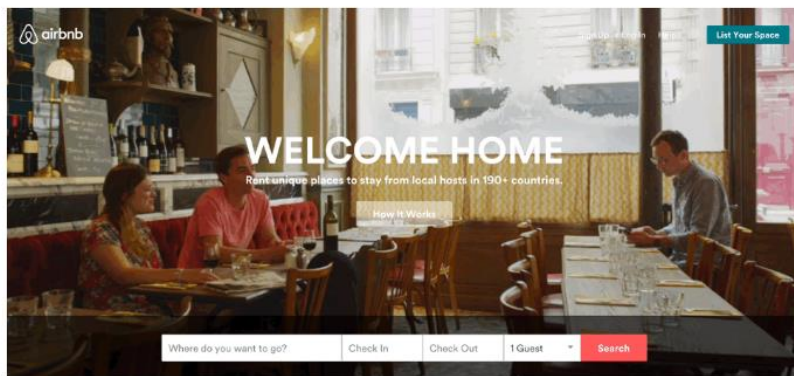 airbnb
Sign Up Log In Help
List Your Space
WELCOME HOME
Rent unique places to stay from local hosts in 190+ countries.
How It Works
Where do you want to go?
Check In
Check Out
1 Guest
Search